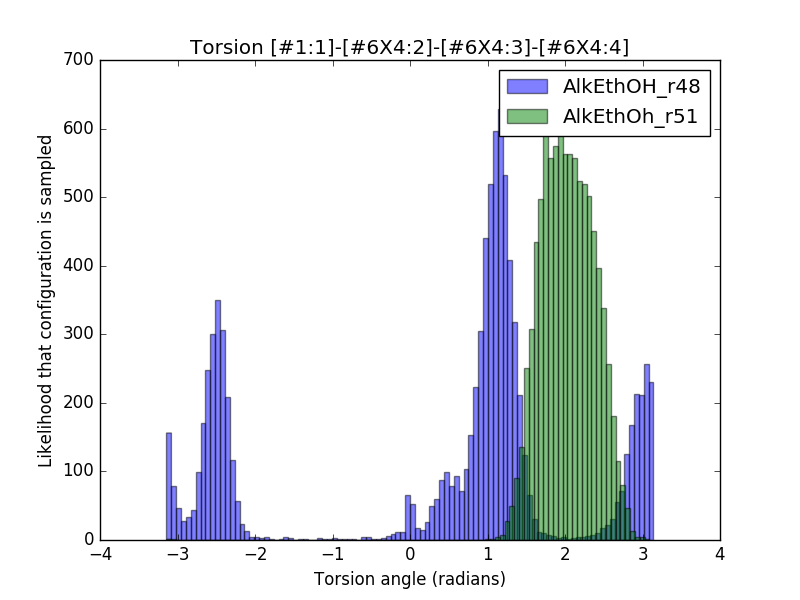 Torsion [#1:1]-[#6X4:2]-[#6X4:3]-[#6X4:4]
700
600
500
400
300
200
100
0
Likelihood that configuration is sampled
AlkEthOH_r48
AlkEthOh_r51
−4 −3 −2 −1 0 1 2 3 4
Torsion angle (radians)